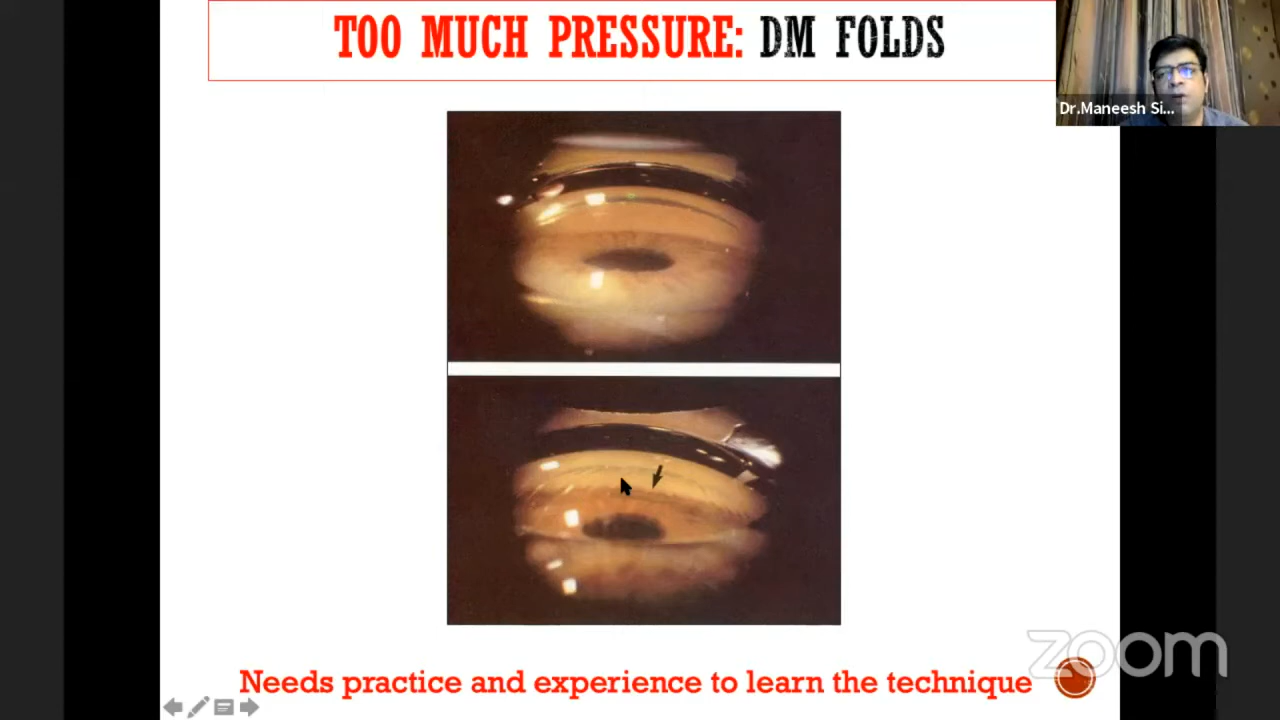 TOO MUCH PRESSURE: DM FOLDS
Dr.Maneesh Si...
Needs practice and experience to learn the technique
zoom